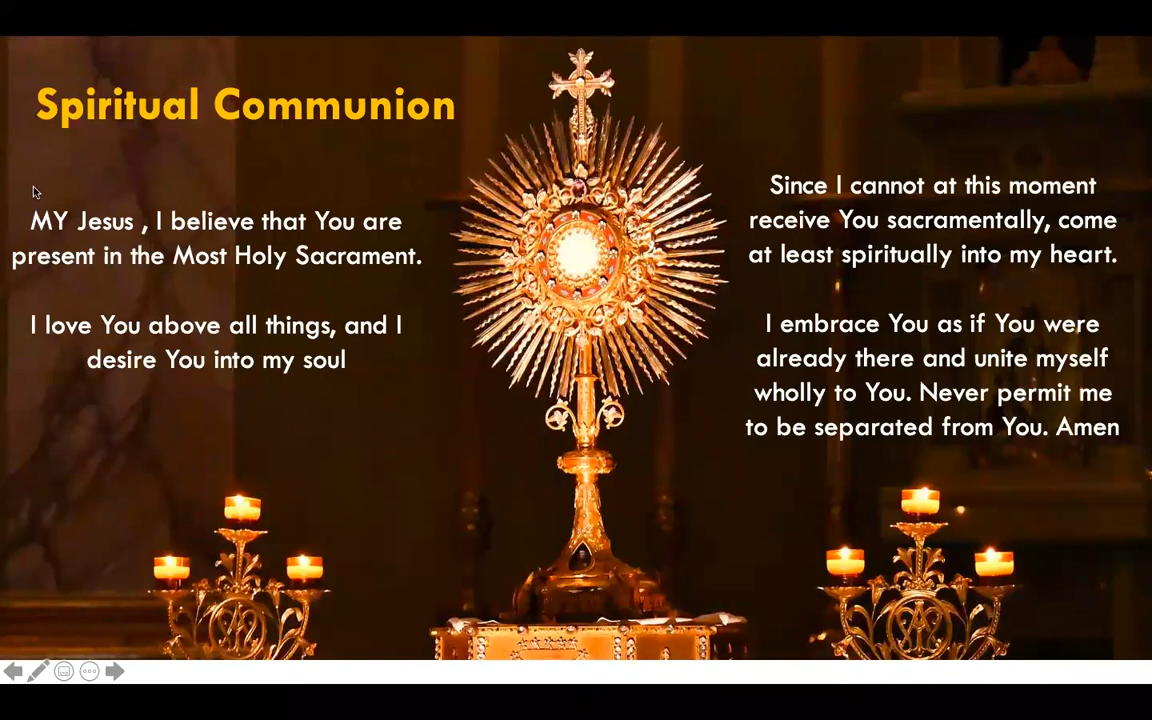 Spiritual Communion
MY Jesus , I believe that You are
present in the Most Holy Sacrament.
I love You above all things, and I
desire You into my soul
Since I cannot at this moment
receive You sacramentally, come
at least spiritually into my heart.
I embrace You as if You were
already there and unite myself
wholly to You. Never permit me
to be separated from You. Amen